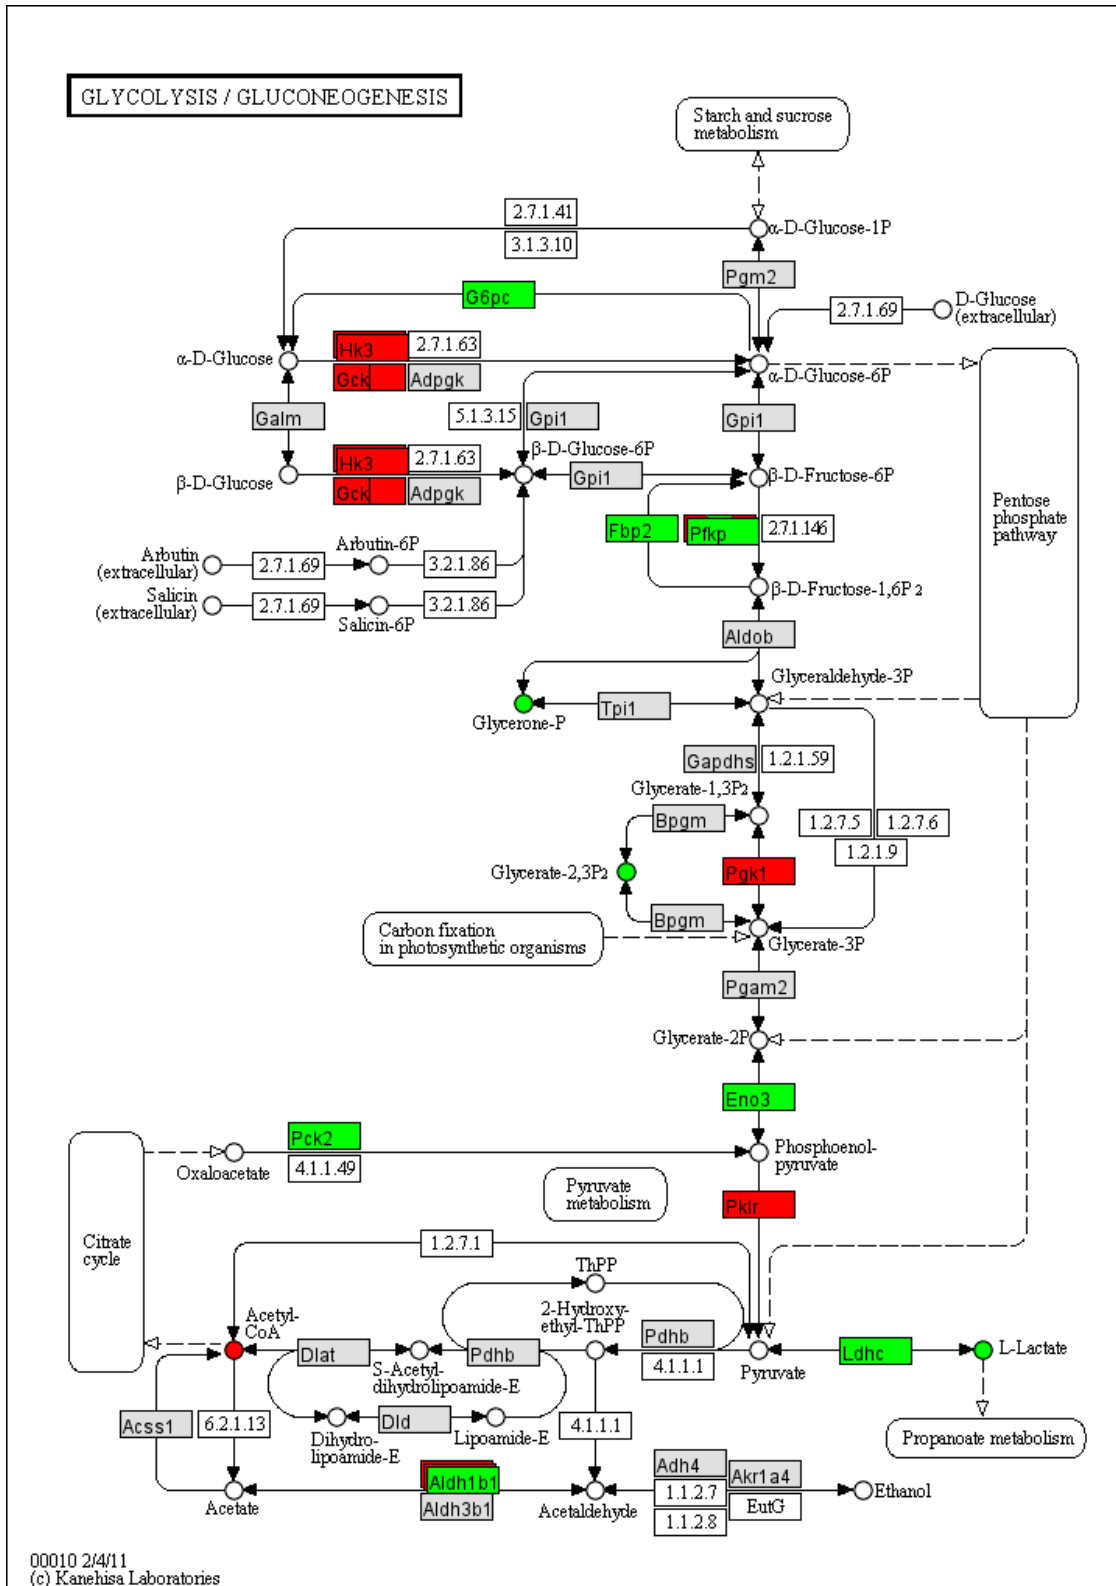 GLYCOLYSIS / GLUCONEOGENESIS
Starch and sucrose
metabolism
2.7.1.41
3.1.3.10
α-D-Glucose-1P
Pgm2
G6pc
2.7.1.69
D-Glucose
(extracellular)
α-D-Glucose
Hk3
2.7.1.63
Gck
Adpgk
α-D-Glucose-6P
Galm
5.1.3.15
Gpi1
Gpi1
β-D-Glucose
Hk3
2.7.1.63
Gck
Adpgk
β-D-Glucose-6P
Gpi1
β-D-Fructose-6P
Pentose
phosphate
pathway
Fbp2
Pfkp
2.7.1.146
Arbutin
(extracellular)
2.7.1.69
Arbutin-6P
3.2.1.86
Salicin
(extracellular)
2.7.1.69
Salicin-6P
3.2.1.86
β-D-Fructose-1,6P2
Aldob
Glyceraldehyde-3P
Glycerone-P
Tpi1
Gapdhs
1.2.1.59
Glycerate-1,3P2
Bpgm
1.2.7.5
1.2.7.6
1.2.1.9
Glycerate-2,3P2
Pgk1
Bpgm
Carbon fixation
in photosynthetic organisms
Glycerate-3P
Pgam2
Glycerate-2P
Eno3
Pck2
4.1.1.49
Oxaloacetate
Phosphoenol-
pyruvate
Pyruvate
metabolism
Pklr
Citrate
cycle
1.2.7.1
ThPP
2-Hydroxy-
ethyl-ThPP
Acetyl-
CoA
Dlat
S-Acetyl-
dihydrolipoamide-E
Pdhb
Pdhb
4.1.1.1
Pyruvate
Ldhc
L-Lactate
Acss1
6.2.1.13
Dihydro-
lipoamide-E
Dld
Lipoamide-E
4.1.1.1
Propanoate metabolism
Acetate
Aldh1b1
Aldh3b1
Acetaldehyde
Adh4
1.1.2.7
1.1.2.8
Akr1a4
EutG
Ethanol
00010 2/4/11
(c) Kanehisa Laboratories